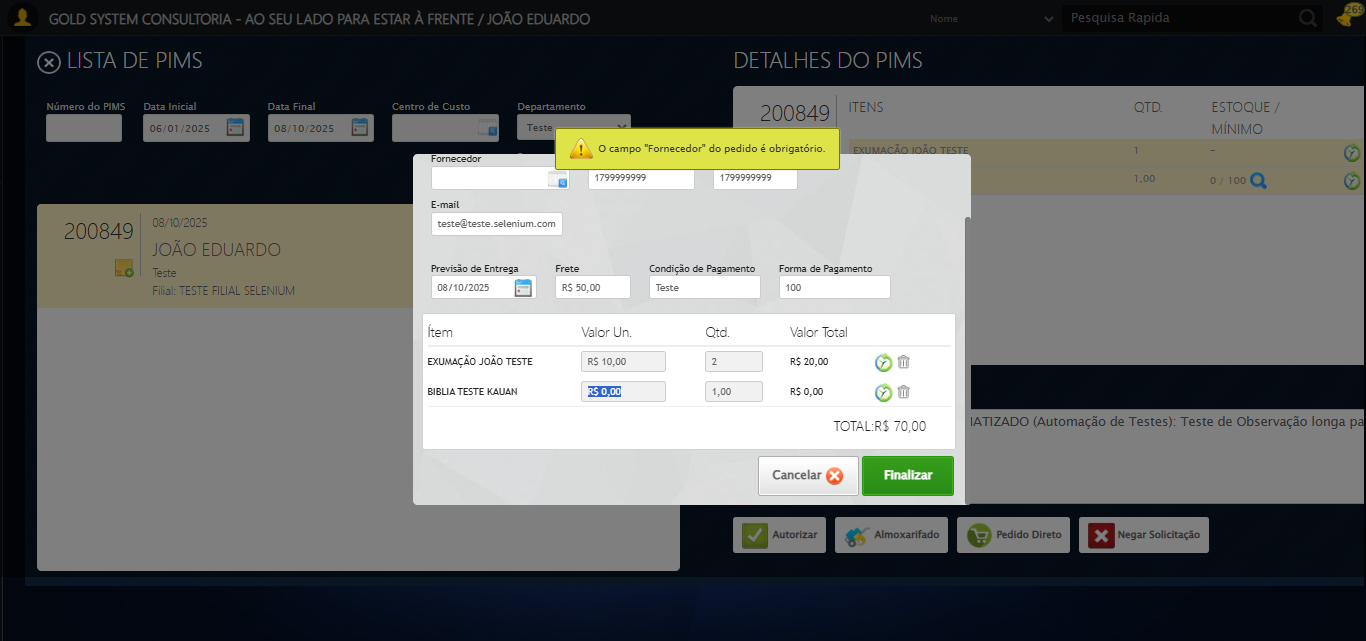 GOLD SYSTEM CONSULTORIA - AO SEU LADO PARA ESTAR À FRENTE / JOÃO EDUARDO
Nome
Pesquisa Rapida
269
LISTA DE PIMS
Número do PIMS
Data Inicial
Data Final
Centro de Custo
Departamento
06/01/2025
08/10/2025
Teste
200849
08/10/2025
JOÃO EDUARDO
Teste
Filial: TESTE FILIAL SELENIUM
DETALHES DO PIMS
200849
ITENS
QTD.
ESTOQUE /
MÍNIMO
EXUMAÇÃO JOÃO TESTE
1
-
1,00
0 / 100
O campo "Fornecedor" do pedido é obrigatório.
Fornecedor
1799999999
1799999999
E-mail
teste@teste.selenium.com
Previsão de Entrega
Frete
Condição de Pagamento
Forma de Pagamento
08/10/2025
R$ 50,00
Teste
100
Ítem
Valor Un.
Qtd.
Valor Total
EXUMAÇÃO JOÃO TESTE
R$ 10,00
2
R$ 20,00
BIBLIA TESTE KAUAN
R$ 0,00
1,00
R$ 0,00
TOTAL:R$ 70,00
Cancelar
Finalizar
MATIZADO (Automação de Testes): Teste de Observação longa pa
Autorizar
Almoxarifado
Pedido Direto
Negar Solicitação